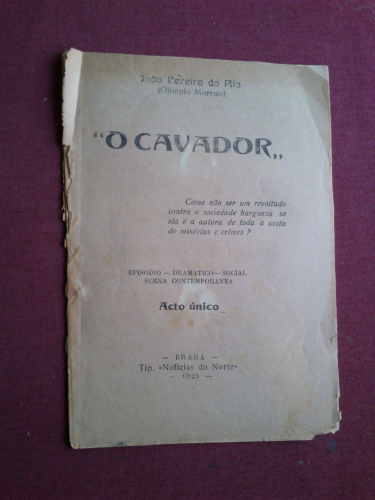 João Pereira do Rio
(Olimpio Moreno)
"O CAVADOR„
Como não ser um revoltado
contra a sociedade burgueza se
ela é a autora de toda a casta
de misérias e crimes ?
EPISODIO — DRAMATICO — SOCIAL
SCENA CONTEMPORANEA
Acto único
— BRAGA —
Tip. «Noticias do Norte»
— 1925 —